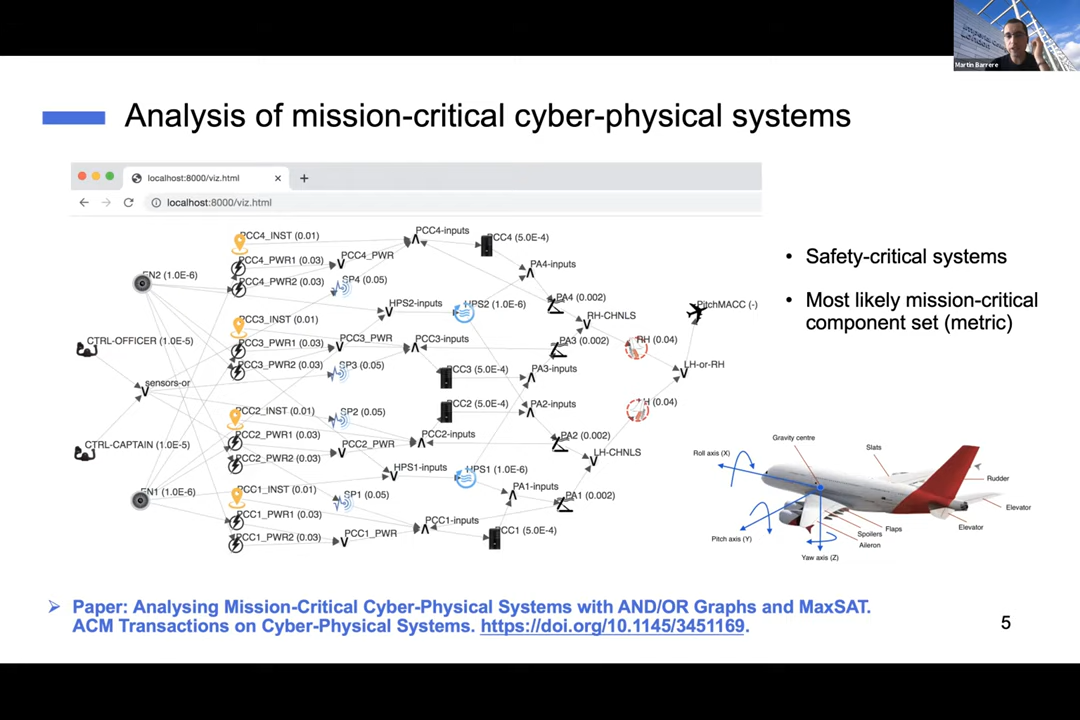 Martin Barrere
Analysis of mission-critical cyber-physical systems
localhost:8000/viz.html
localhost:8000/viz.html
PCC4_INST (0.01)
PCC4-inputs
PCC4 (5.0E-4)
PCC4_PWR1 (0.03)
PCC4_PWR
PA4-inputs
EN2 (1.0E-6)
PCC4_PWR2 (0.03)
SP4 (0.05)
HPS2-inputs
HPS2 (1.0E-6)
PA4 (0.002)
PitchMACC (-)
RH-CHNLS
PCC3_INST (0.01)
CTRL-OFFICER (1.0E-5)
PCC3_PWR1 (0.03)
PCC3_PWR
PCC3-inputs
PA3 (0.002)
RH (0.04)
PCC3_PWR2 (0.03)
SP3 (0.05)
PCC3 (5.0E-4)
PA3-inputs
LH-or-RH
sensors-or
PCC2_INST (0.01)
SP2 (0.05)
PCC2 (5.0E-4)
PA2-inputs
H (0.04)
PCC2_PWR1 (0.03)
PCC2_PWR
PCC2-inputs
PA2 (0.002)
CTRL-CAPTAIN (1.0E-5)
PCC2_PWR2 (0.03)
HPS1-inputs
HPS1 (1.0E-6)
LH-CHNLS
EN1 (1.0E-6)
PCC1_INST (0.01)
SP1 (0.05)
PA1-inputs
PA1 (0.002)
PCC1_PWR1 (0.03)
PCC1-inputs
PCC1_PWR2 (0.03)
PCC1_PWR
PCC1 (5.0E-4)
• Safety-critical systems
• Most likely mission-critical
component set (metric)
Gravity centre
Roll axis (X)
Slats
Rudder
Elevator
Pitch axis (Y)
Flaps
Elevator
Spoilers
Aileron
Yaw axis (Z)
Paper: Analysing Mission-Critical Cyber-Physical Systems with AND/OR Graphs and MaxSAT.
ACM Transactions on Cyber-Physical Systems. https://doi.org/10.1145/3451169.
5